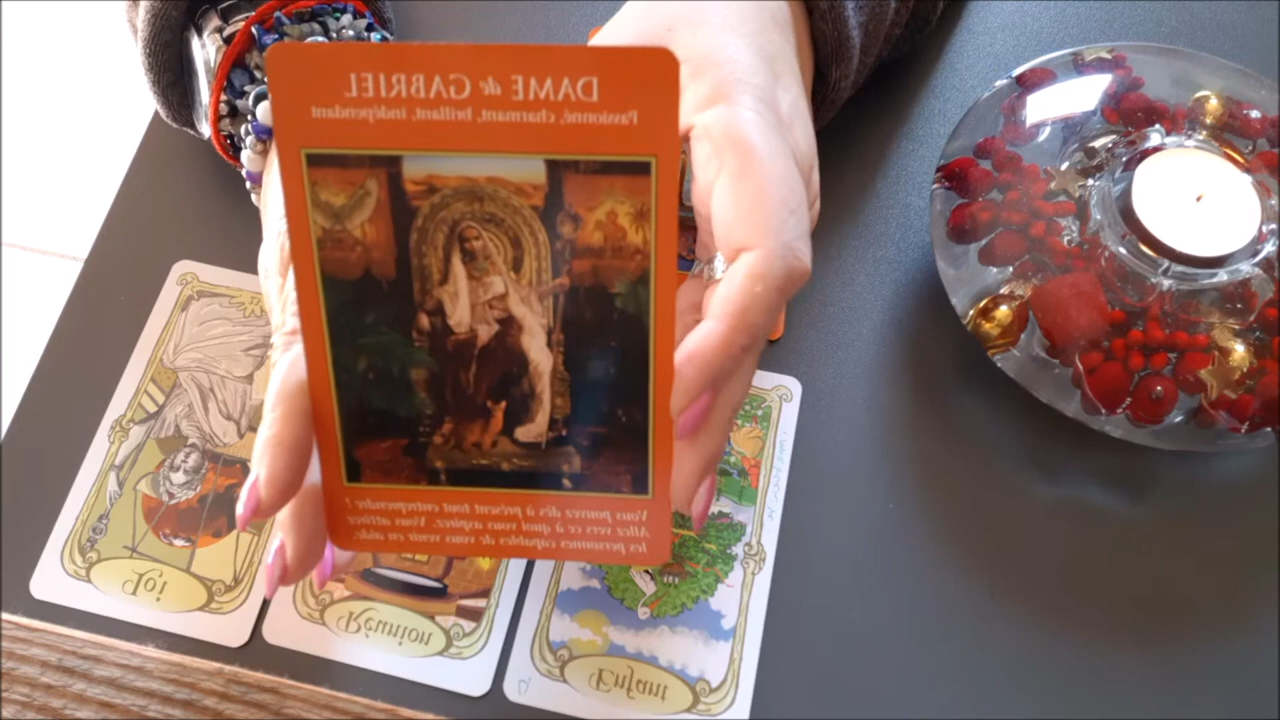 DAME de GABRIEL
Passionné, charmant, brillant, indépendant
Vous pouvez dès à présent tout entreprendre !
Allez vers ce à quoi vous aspirez. Vous attirez
les personnes capables de vous venir en aide.
Loi
Réunion
Enfant